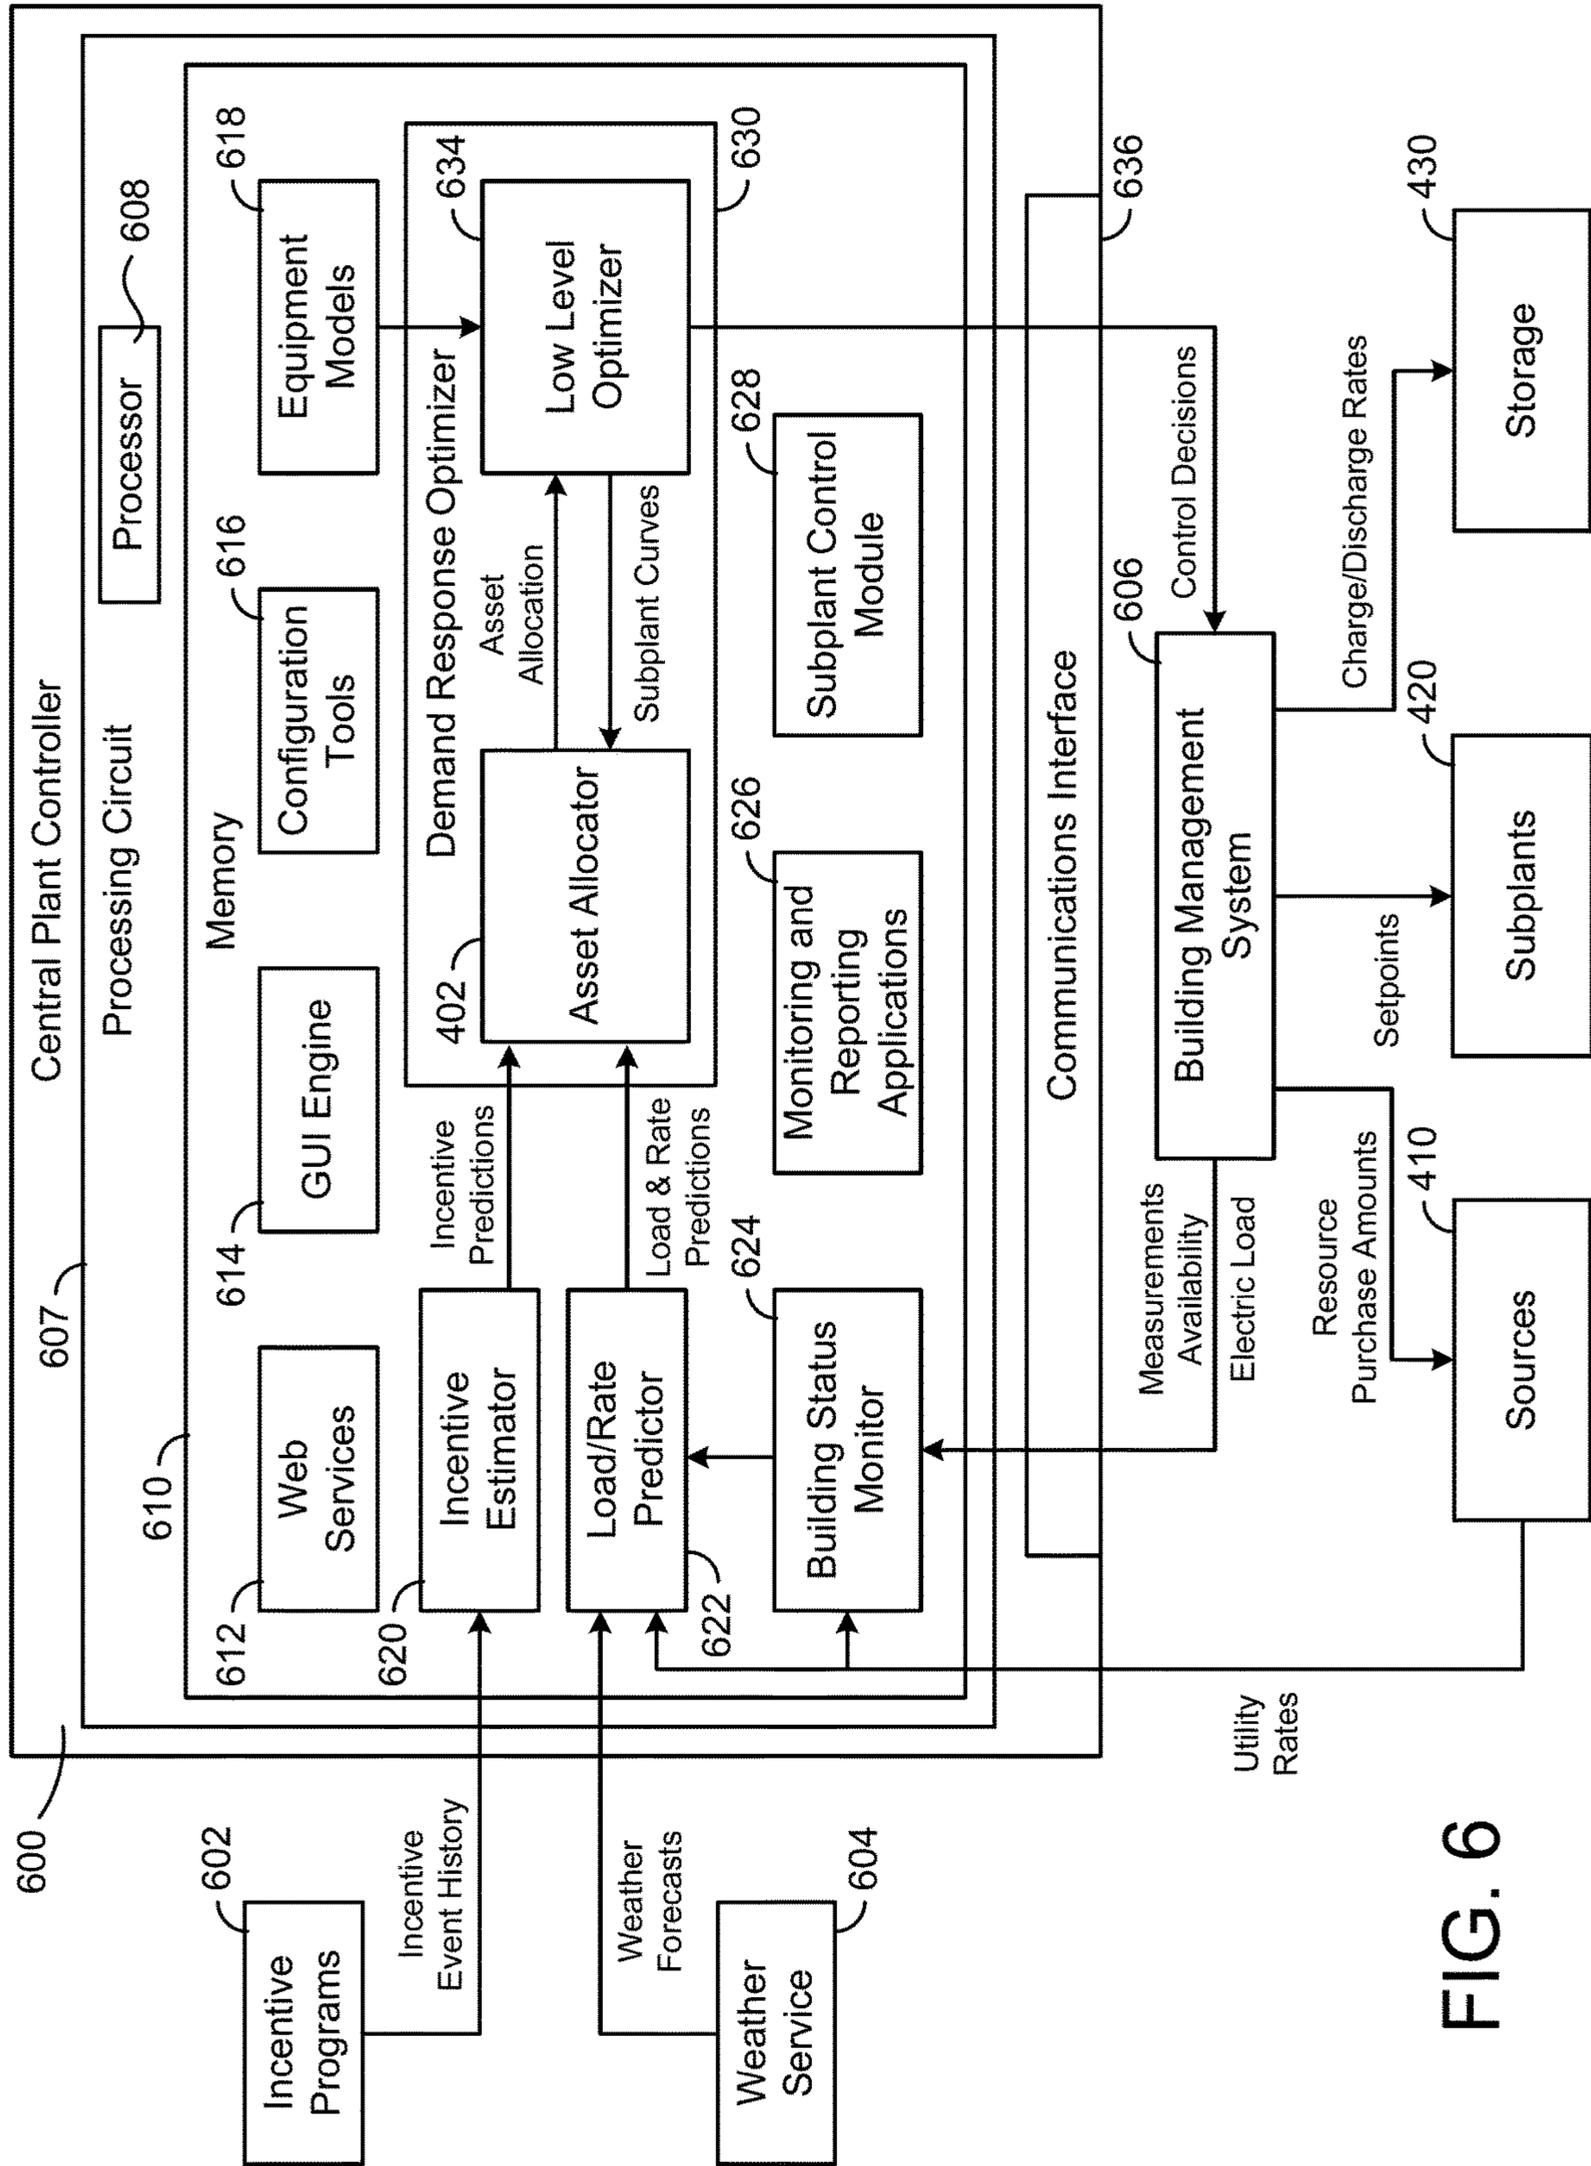 600
Central Plant Controller
607
Processing Circuit
Processor
608
610
Memory
612
Web
Services
614
GUI Engine
616
Configuration
Tools
618
Equipment
Models
602
Incentive
Programs
Incentive
Event History
620
Incentive
Estimator
Incentive
Predictions
Demand Response Optimizer
630
402
Asset Allocator
Asset
Allocation
Subplant Curves
634
Low Level
Optimizer
604
Weather
Service
Weather
Forecasts
622
Load/Rate
Predictor
Load & Rate
Predictions
624
Building Status
Monitor
626
Monitoring and
Reporting
Applications
628
Subplant Control
Module
Communications Interface
636
Measurements
Availability
Electric Load
606
Building Management
System
Control Decisions
Utility
Rates
Resource
Purchase Amounts
Setpoints
Charge/Discharge Rates
410
Sources
420
Subplants
430
Storage
FIG. 6